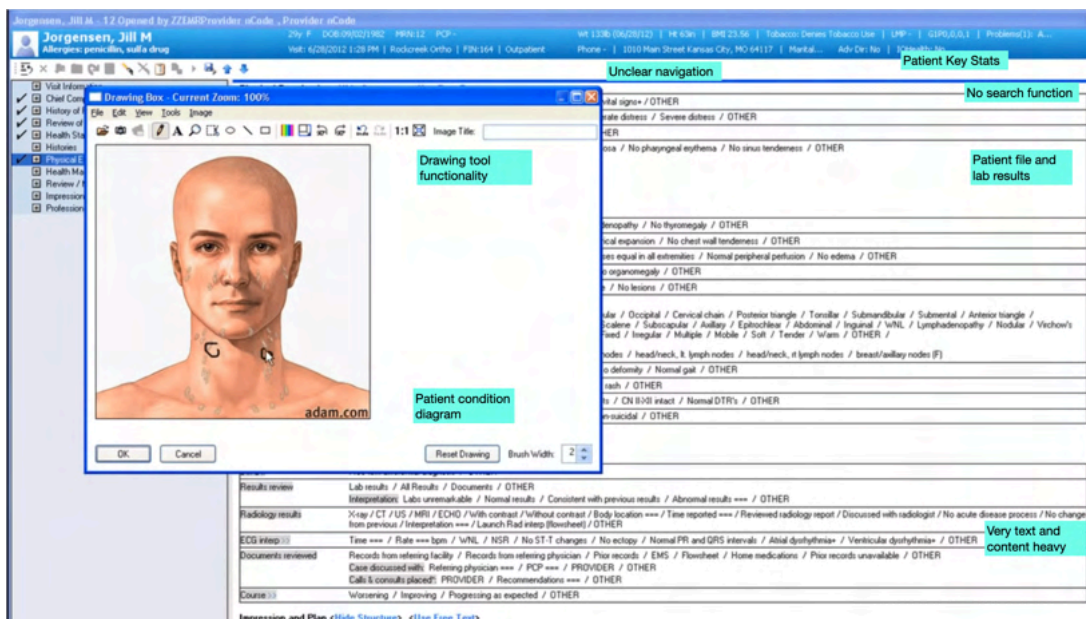 Jorgensen, Jill M - 12 Opened by ZZEMRProvider nCode , Provider nCode
Jorgensen, Jill M
Allergies: penicillin, sulfa drug
29y F DOB:09/02/1982 MRN:12 PCP -
Visit: 6/28/2012 1:28 PM | Rockcreek Ortho | FIN:164 | Outpatient
Wt 133lb (06/28/12) | Ht 63in | BMI 23.56 | Tobacco: Denies Tobacco Use | LMP - | G1P0,0,0,1 | Problems(1): A...
Phone - | 1010 Main Street Kansas City, MO 64117 | Marital... Adv Dir: No |
Patient Key Stats
Unclear navigation
No search function
Visit Information
Chief Com
History of
Review of
Health Sta
Histories
Physical E
Health Ma
Review /
Impression
Profession
Drawing Box - Current Zoom: 100%
File Edit View Tools Image
A 1:1 Image Title:
Drawing tool
functionality
adam.com
Patient condition
diagram
OK Cancel Reset Drawing Brush Width: 2
vital signs+ / OTHER
rate distress / Severe distress / OTHER
HER
osa / No pharyngeal erythema / No sinus tenderness / OTHER
Patient file and
lab results
denopathy / No thyromegaly / OTHER
ical expansion / No chest wall tenderness / OTHER
ses equal in all extremities / Normal peripheral perfusion / No edema / OTHER
o organomegaly / OTHER
/ No lesions / OTHER
ular / Occipital / Cervical chain / Posterior triangle / Tonsillar / Submandibular / Submental / Anterior triangle /
Scalene / Subscapular / Axillary / Epitrochlear / Abdominal / Inguinal / WNL / Lymphadenopathy / Nodular / Virchow's
Fixed / Irregular / Multiple / Mobile / Soft / Tender / Warm / OTHER /
nodes / head/neck, lt. lymph nodes / head/neck, rt lymph nodes / breast/axillary nodes (F)
o deformity / Normal gait / OTHER
rash / OTHER
ts / CN II-XII intact / Normal DTR's / OTHER
n-suicidal / OTHER
Results review Lab results / All Results / Documents / OTHER
Interpretation: Labs unremarkable / Normal results / Consistent with previous results / Abnormal results === / OTHER
Radiology results X-ray / CT / US / MRI / ECHO / With contrast / Without contrast / Body location === / Time reported === / Reviewed radiology report / Discussed with radiologist / No acute disease process / No change
from previous / Interpretation === / Launch Rad interp (flowsheet) / OTHER
ECG interp >> Time === / Rate === bpm / WNL / NSR / No ST-T changes / No ectopy / Normal PR and QRS intervals / Atrial dysrhythmia+ / Ventricular dysrhythmia+ / OTHER
Very text and
content heavy
Documents reviewed Records from referring facility / Records from referring physician / Prior records / EMS / Flowsheet / Home medications / Prior records unavailable / OTHER
Case discussed with: Referring physician === / PCP === / PROVIDER / OTHER
Calls & consults placed*: PROVIDER / Recommendations === / OTHER
Course >> Worsening / Improving / Progressing as expected / OTHER
Impression and Plan <Hide Structure> <Use Free Text>